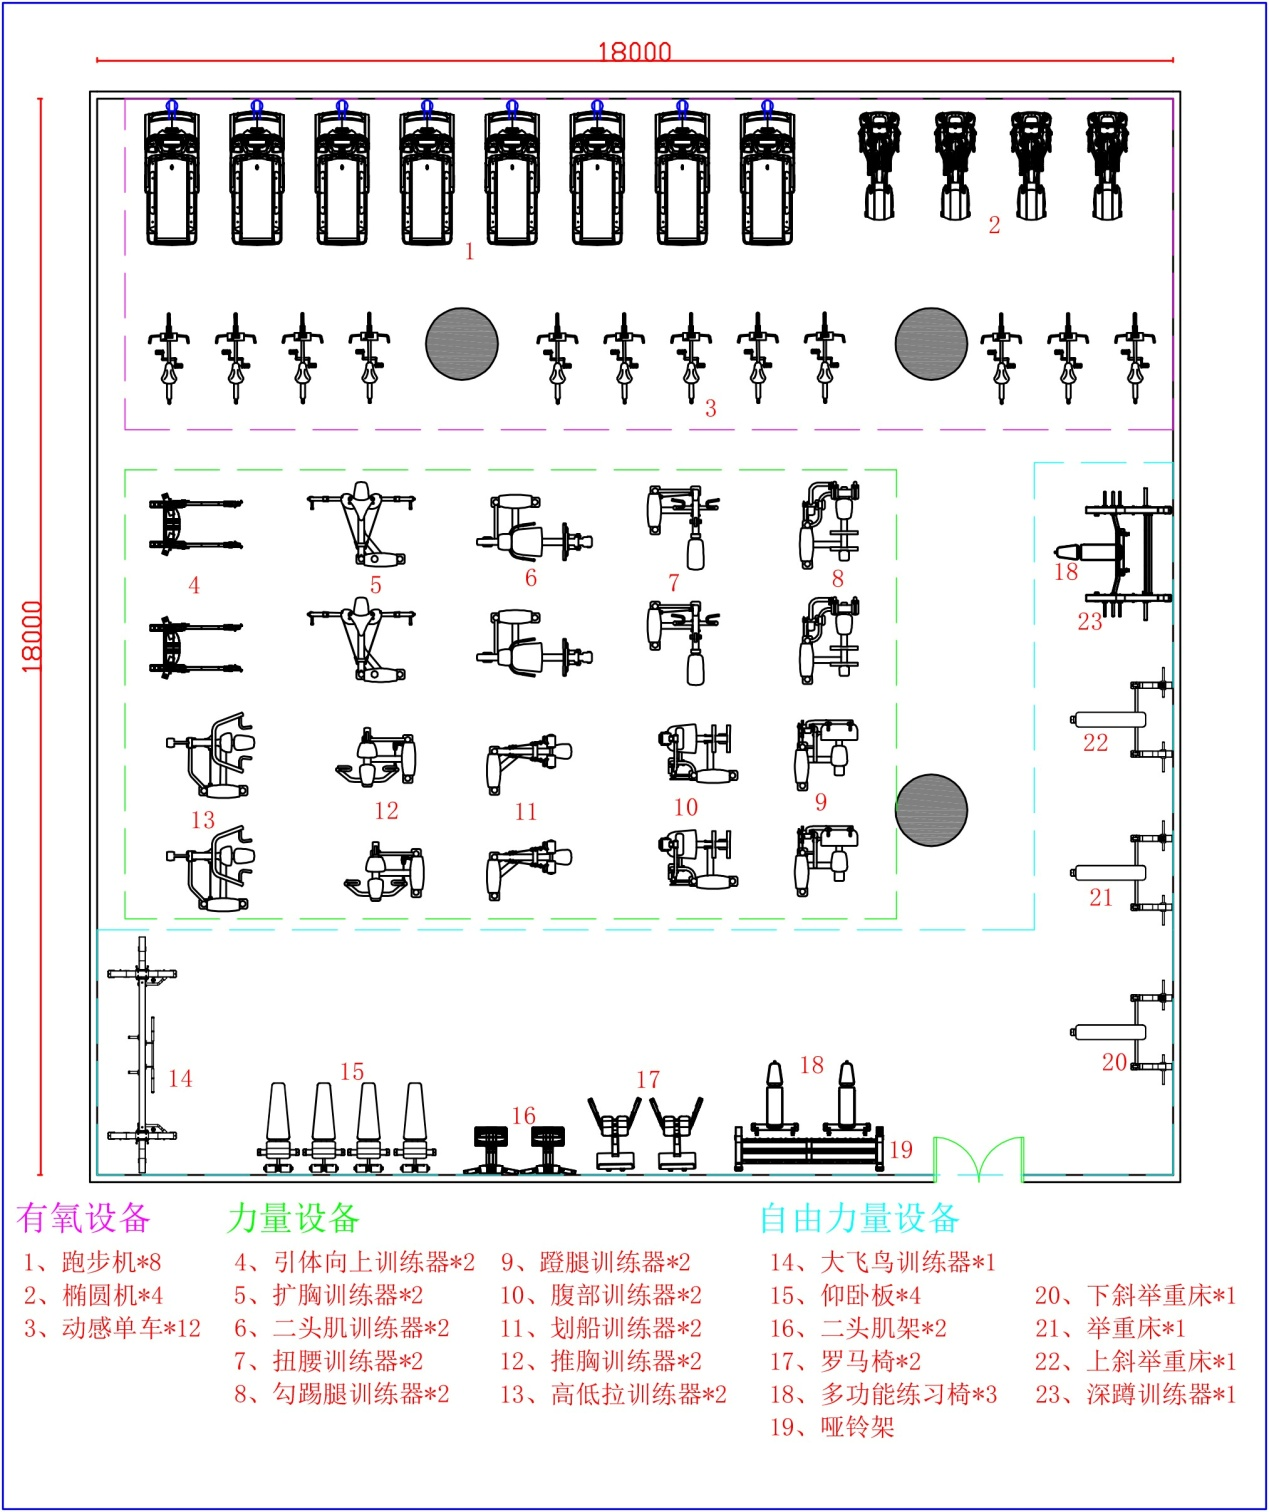 18000
18000
1
2
3
4
5
6
7
8
18
23
22
13
12
11
10
9
21
20
14
15
16
17
18
19
有氧设备
1、跑步机*8
2、椭圆机*4
3、动感单车*12
力量设备
4、引体向上训练器*2
5、扩胸训练器*2
6、二头肌训练器*2
7、扭腰训练器*2
8、勾踢腿训练器*2
9、蹬腿训练器*2
10、腹部训练器*2
11、划船训练器*2
12、推胸训练器*2
13、高低拉训练器*2
自由力量设备
14、大飞鸟训练器*1
15、仰卧板*4
16、二头肌架*2
17、罗马椅*2
18、多功能练习椅*3
19、哑铃架
20、下斜举重床*1
21、举重床*1
22、上斜举重床*1
23、深蹲训练器*1